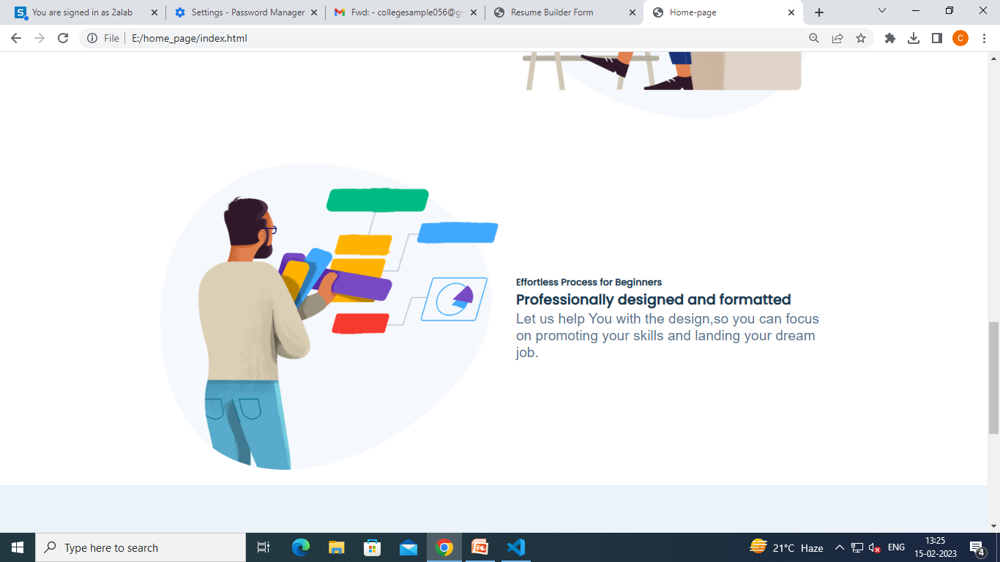 You are signed in as 2alab
Settings - Password Manager
Fwd: - collegesample056@gr
Resume Builder Form
Home-page
File
E:/home_page/index.html
C
Effortless Process for Beginners
Professionally designed and formatted
Let us help You with the design,so you can focus
on promoting your skills and landing your dream
job.
Type here to search
21°C Haze
ENG
13:25
15-02-2023
4